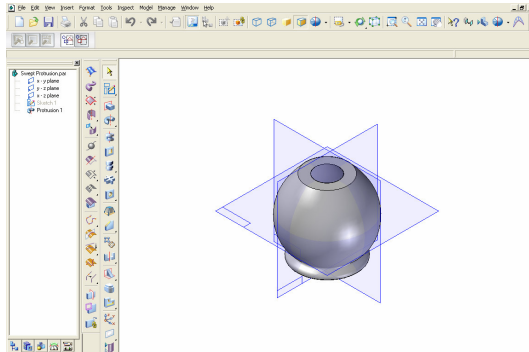 File Edit View Insert Format Tools Inspect Model Manage Window Help
Swept Protrusion.par
x - y plane
y - z plane
x - z plane
Sketch 1
Protrusion 1